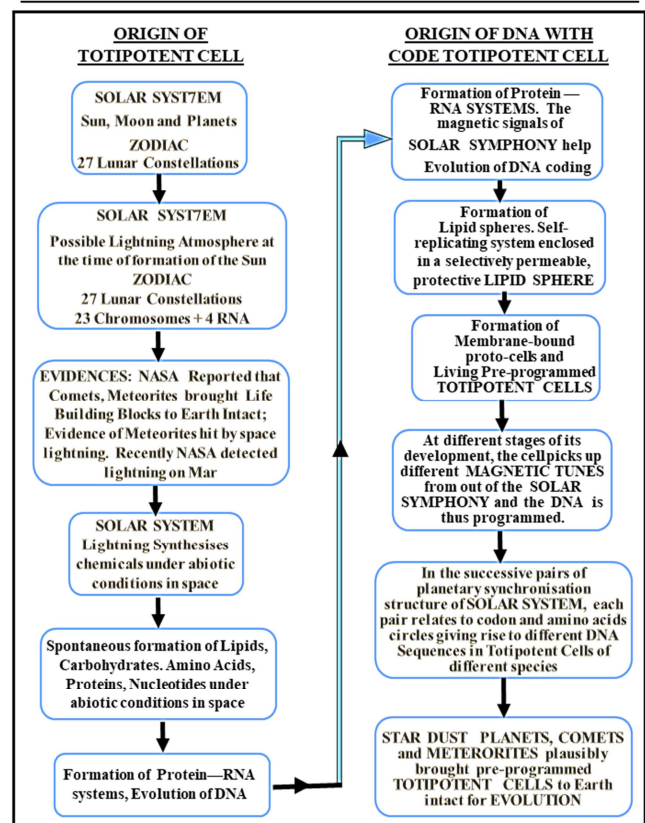 ORIGIN OF
TOTIPOTENT CELL
SOLAR SYST7EM
Sun, Moon and Planets
ZODIAC
27 Lunar Constellations
SOLAR SYST7EM
Possible Lightning Atmosphere at
the time of formation of the Sun
ZODIAC
27 Lunar Constellations
23 Chromosomes + 4 RNA
EVIDENCES: NASA Reported that
Comets, Meteorites brought Life
Building Blocks to Earth Intact;
Evidence of Meteorites hit by space
lightning. Recently NASA detected
lightning on Mar
SOLAR SYSTEM
Lightning Synthesises
chemicals under abiotic
conditions in space
Spontaneous formation of Lipids,
Carbohydrates. Amino Acids,
Proteins, Nucleotides under
abiotic conditions in space
Formation of Protein—RNA
systems, Evolution of DNA
ORIGIN OF DNA WITH
CODE TOTIPOTENT CELL
Formation of Protein —
RNA SYSTEMS. The
magnetic signals of
SOLAR SYMPHONY help
Evolution of DNA coding
Formation of
Lipid spheres. Self-
replicating system enclosed
in a selectively permeable,
protective LIPID SPHERE
Formation of
Membrane-bound
proto-cells and
Living Pre-programmed
TOTIPOTENT CELLS
At different stages of its
development, the cell picks up
different MAGNETIC TUNES
from out of the SOLAR
SYMPHONY and the DNA is
thus programmed.
In the successive pairs of
planetary synchronisation
structure of SOLAR SYSTEM, each
pair relates to codon and amino acids
circles giving rise to different DNA
Sequences in Totipotent Cells of
different species
STAR DUST PLANETS, COMETS
and METERORITES plausibly
brought pre-programmed
TOTIPOTENT CELLS to Earth
intact for EVOLUTION